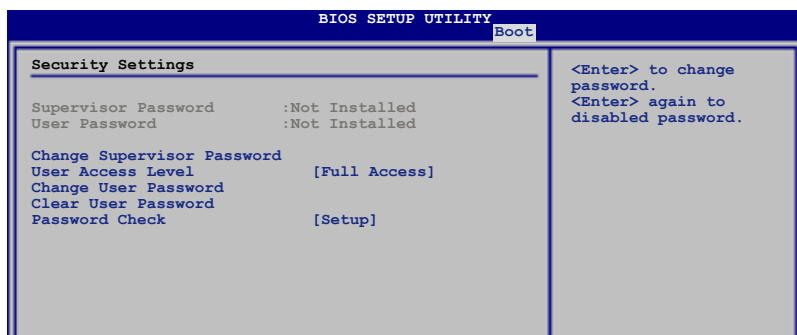 BIOS SETUP UTILITY
Boot
Security Settings
Supervisor Password :Not Installed
User Password :Not Installed
Change Supervisor Password
User Access Level [Full Access]
Change User Password
Clear User Password
Password Check [Setup]
<Enter> to change
password.
<Enter> again to
disabled password.